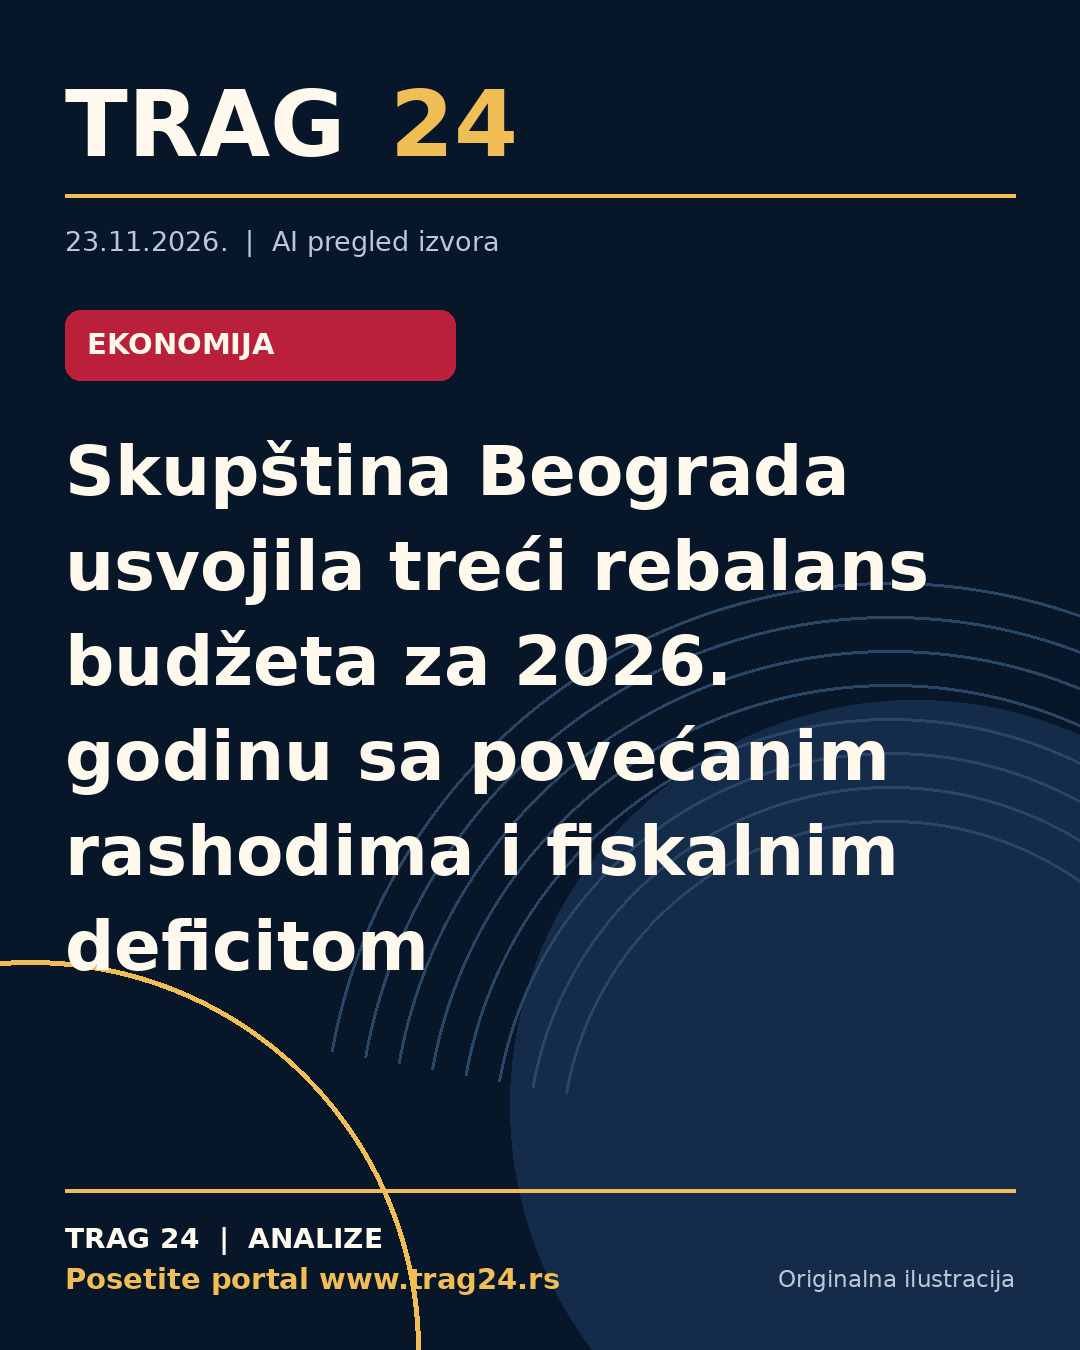 TRAG 24
23.11.2026. | AI pregled izvora
EKONOMIJA
Skupština Beograda
usvojila treći rebalans
budžeta za 2026.
godinu sa povećanim
rashodima i fiskalnim
deficitom
TRAG 24 | ANALIZE
Posetite portal www.trag24.rs
Originalna ilustracija